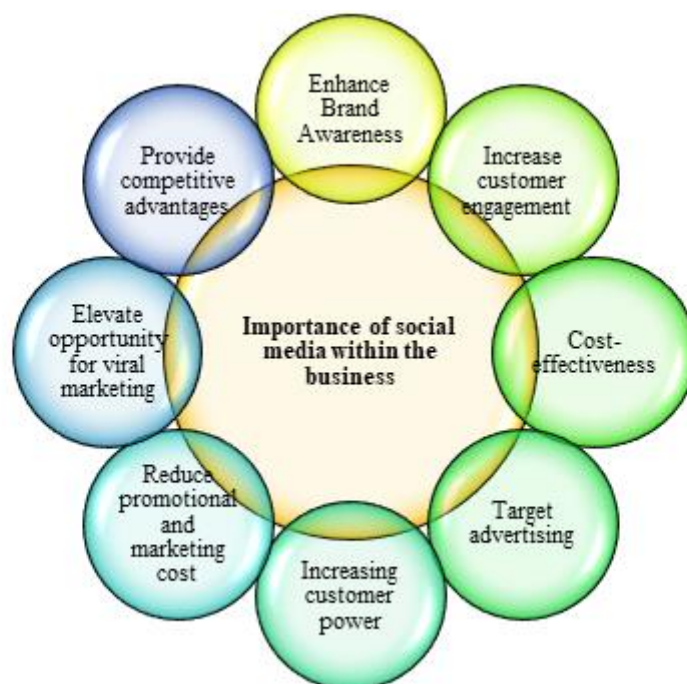 Enhance
Brand
Awareness
Increase
customer
engagement
Cost-
effectiveness
Target
advertising
Increasing
customer
power
Reduce
promotional
and
marketing
cost
Elevate
opportunity
for viral
marketing
Provide
competitive
advantages
Importance of social
media within the
business